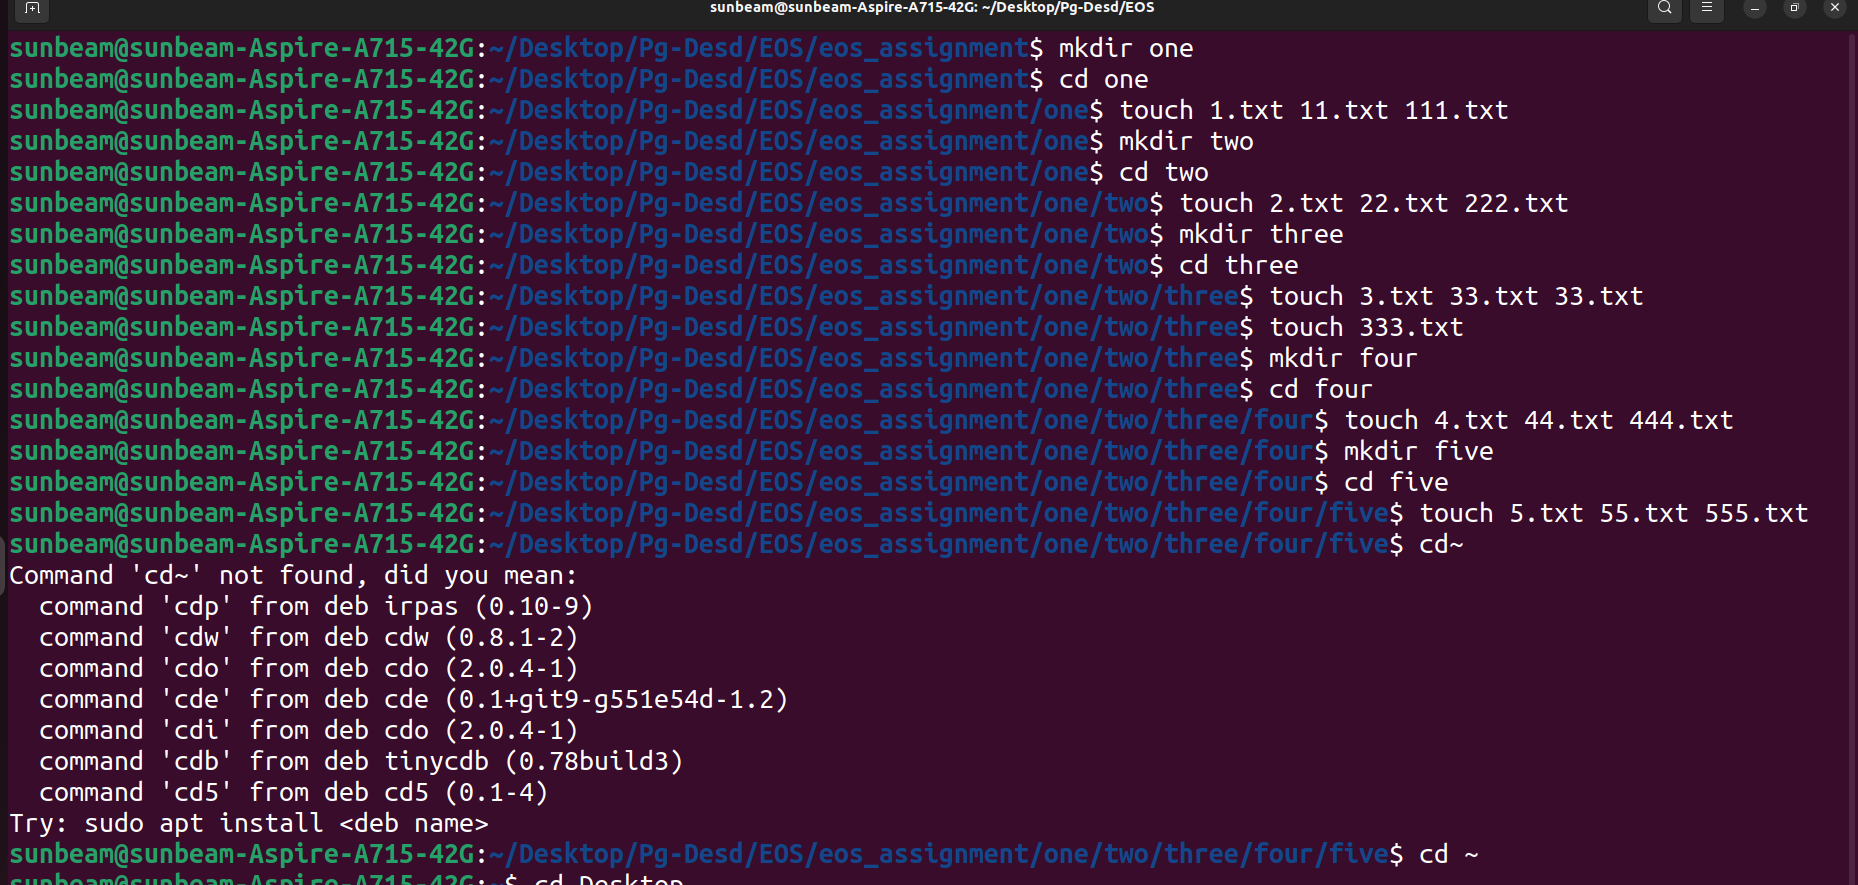 sunbeam@sunbeam-Aspire-A715-42G: ~/Desktop/Pg-Desd/EOS
sunbeam@sunbeam-Aspire-A715-42G:~/Desktop/Pg-Desd/EOS/eos_assignment$ mkdir one
sunbeam@sunbeam-Aspire-A715-42G:~/Desktop/Pg-Desd/EOS/eos_assignment$ cd one
sunbeam@sunbeam-Aspire-A715-42G:~/Desktop/Pg-Desd/EOS/eos_assignment/one$ touch 1.txt 11.txt 111.txt
sunbeam@sunbeam-Aspire-A715-42G:~/Desktop/Pg-Desd/EOS/eos_assignment/one$ mkdir two
sunbeam@sunbeam-Aspire-A715-42G:~/Desktop/Pg-Desd/EOS/eos_assignment/one$ cd two
sunbeam@sunbeam-Aspire-A715-42G:~/Desktop/Pg-Desd/EOS/eos_assignment/one/two$ touch 2.txt 22.txt 222.txt
sunbeam@sunbeam-Aspire-A715-42G:~/Desktop/Pg-Desd/EOS/eos_assignment/one/two$ mkdir three
sunbeam@sunbeam-Aspire-A715-42G:~/Desktop/Pg-Desd/EOS/eos_assignment/one/two$ cd three
sunbeam@sunbeam-Aspire-A715-42G:~/Desktop/Pg-Desd/EOS/eos_assignment/one/two/three$ touch 3.txt 33.txt 33.txt
sunbeam@sunbeam-Aspire-A715-42G:~/Desktop/Pg-Desd/EOS/eos_assignment/one/two/three$ touch 333.txt
sunbeam@sunbeam-Aspire-A715-42G:~/Desktop/Pg-Desd/EOS/eos_assignment/one/two/three$ mkdir four
sunbeam@sunbeam-Aspire-A715-42G:~/Desktop/Pg-Desd/EOS/eos_assignment/one/two/three$ cd four
sunbeam@sunbeam-Aspire-A715-42G:~/Desktop/Pg-Desd/EOS/eos_assignment/one/two/three/four$ touch 4.txt 44.txt 444.txt
sunbeam@sunbeam-Aspire-A715-42G:~/Desktop/Pg-Desd/EOS/eos_assignment/one/two/three/four$ mkdir five
sunbeam@sunbeam-Aspire-A715-42G:~/Desktop/Pg-Desd/EOS/eos_assignment/one/two/three/four$ cd five
sunbeam@sunbeam-Aspire-A715-42G:~/Desktop/Pg-Desd/EOS/eos_assignment/one/two/three/four/five$ touch 5.txt 55.txt 555.txt
sunbeam@sunbeam-Aspire-A715-42G:~/Desktop/Pg-Desd/EOS/eos_assignment/one/two/three/four/five$ cd~
Command 'cd~' not found, did you mean:
  command 'cdp' from deb irpas (0.10-9)
  command 'cdw' from deb cdw (0.8.1-2)
  command 'cdo' from deb cdo (2.0.4-1)
  command 'cde' from deb cde (0.1+git9-g551e54d-1.2)
  command 'cdi' from deb cdo (2.0.4-1)
  command 'cdb' from deb tinycdb (0.78build3)
  command 'cd5' from deb cd5 (0.1-4)
Try: sudo apt install <deb name>
sunbeam@sunbeam-Aspire-A715-42G:~/Desktop/Pg-Desd/EOS/eos_assignment/one/two/three/four/five$ cd ~
sunbeam@sunbeam-Aspire-A715-42G:~$ cd Desktop